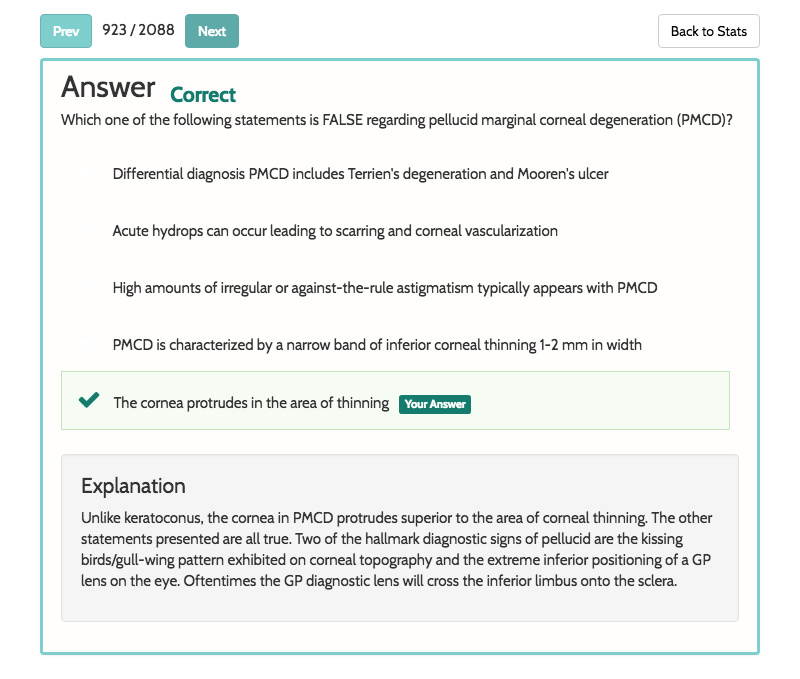 Prev 923 / 2088 Next Back to Stats
Answer Correct
Which one of the following statements is FALSE regarding pellucid marginal corneal degeneration (PMCD)?
Differential diagnosis PMCD includes Terrien's degeneration and Mooren's ulcer
Acute hydrops can occur leading to scarring and corneal vascularization
High amounts of irregular or against-the-rule astigmatism typically appears with PMCD
PMCD is characterized by a narrow band of inferior corneal thinning 1-2 mm in width
The cornea protrudes in the area of thinning Your Answer
Explanation
Unlike keratoconus, the cornea in PMCD protrudes superior to the area of corneal thinning. The other
statements presented are all true. Two of the hallmark diagnostic signs of pellucid are the kissing
birds/gull-wing pattern exhibited on corneal topography and the extreme inferior positioning of a GP
lens on the eye. Oftentimes the GP diagnostic lens will cross the inferior limbus onto the sclera.